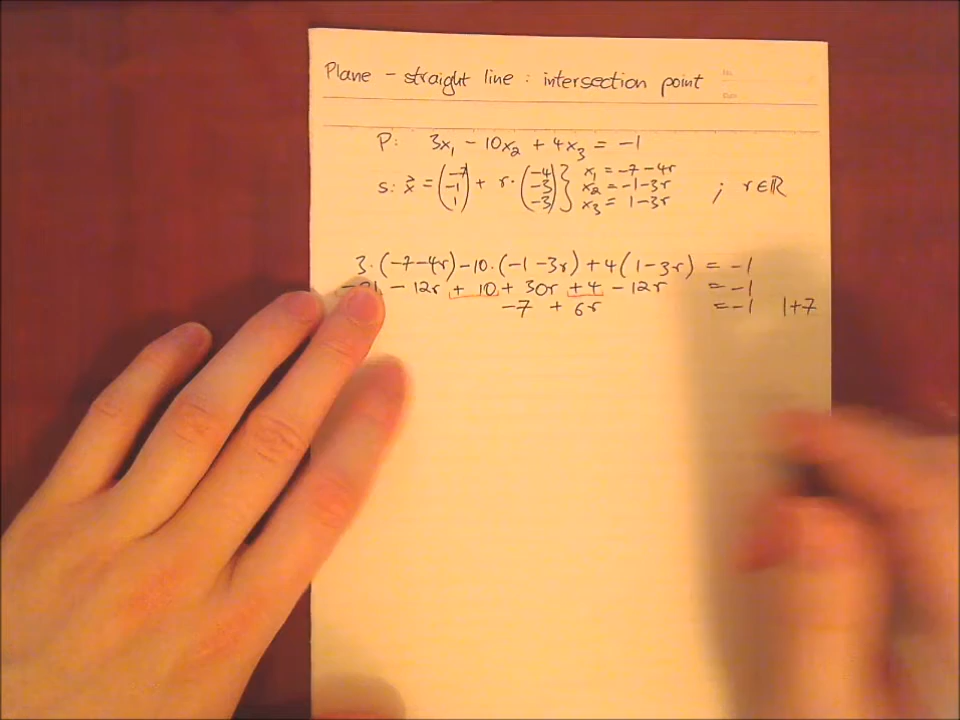 Plane - straight line : intersection point
P: 3x₁ - 10x₂ + 4x₃ = -1
s: x⃗ = (-7 -1 1) + r · (-4 -3 -3) } x₁ = -7-4r x₂ = -1-3r x₃ = 1-3r ; r∈ℝ
3·(-7-4r) -10·(-1-3r) +4(1-3r) = -1
- 12r + 10 + 30r + 4 - 12r = -1
-7 + 6r = -1 |+7